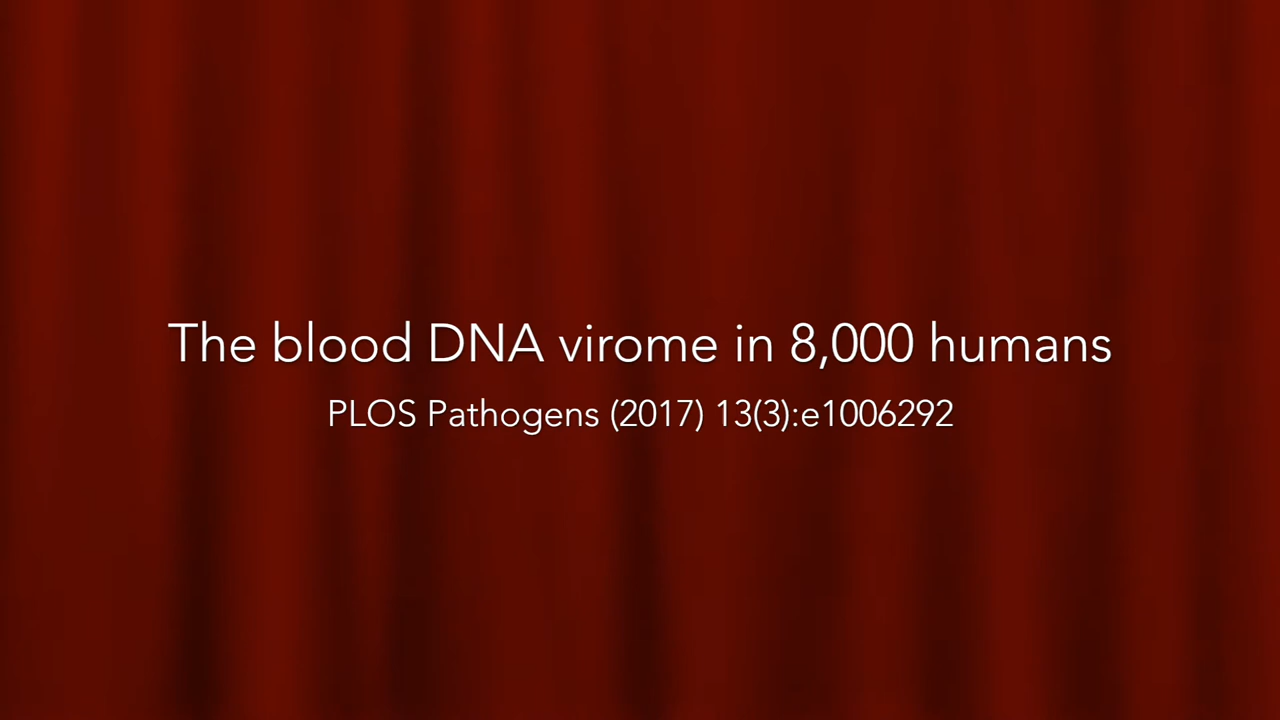 The blood DNA virome in 8,000 humans
PLOS Pathogens (2017) 13(3):e1006292